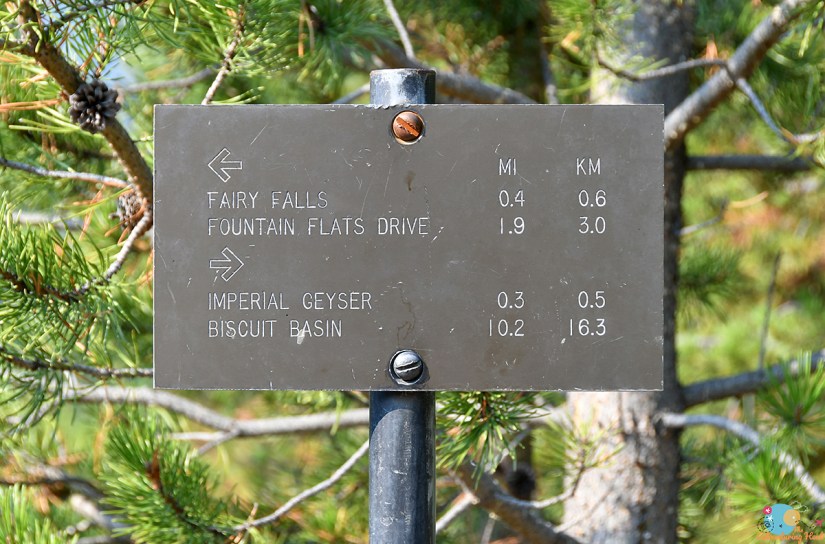 MI KM
FAIRY FALLS 0.4 0.6
FOUNTAIN FLATS DRIVE 1.9 3.0
IMPERIAL GEYSER 0.3 0.5
BISCUIT BASIN 10.2 16.3